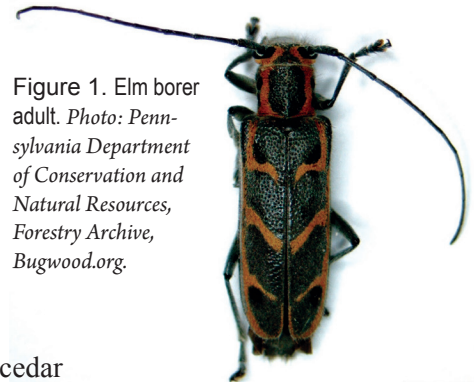 Figure 1. Elm borer
adult. Photo: Penn-
sylvania Department
of Conservation and
Natural Resources,
Forestry Archive,
Bugwood.org.
cedar